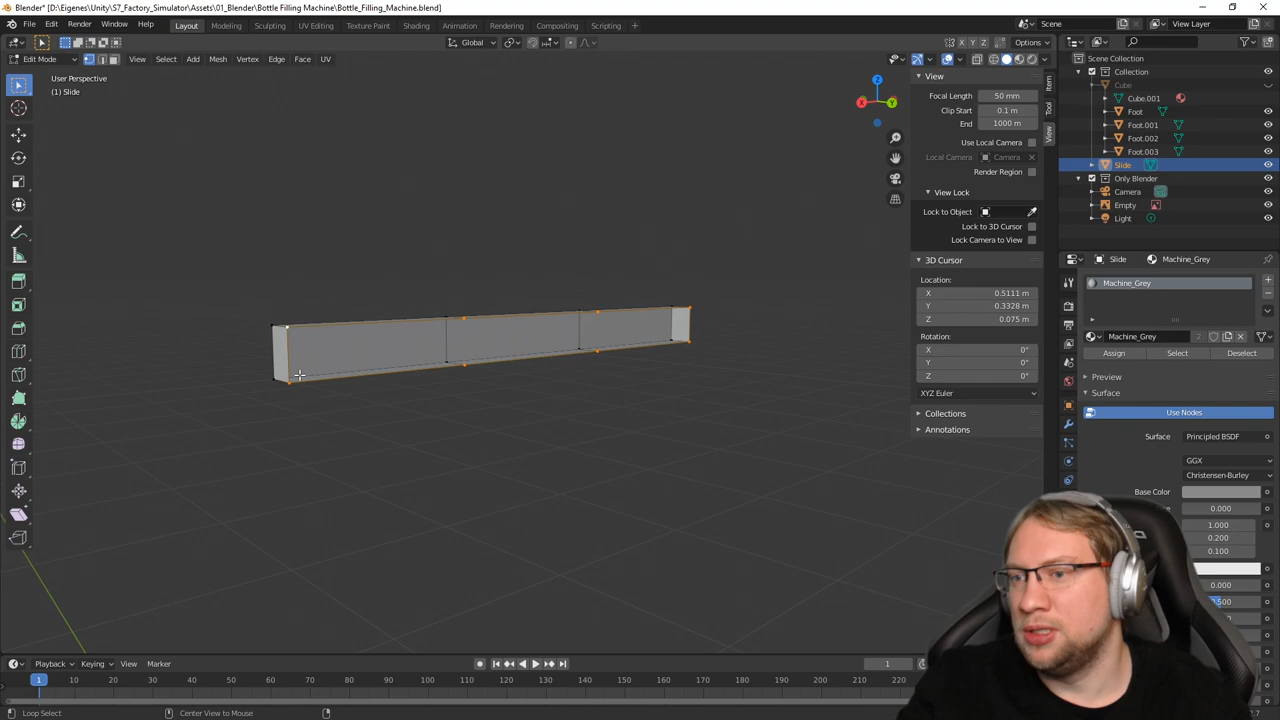 Blender* [D:\Eigenes\Unity\S7_Factory_Simulator\Assets\01_Blender\Bottle Filling Machine\Bottle_Filling_Machine.blend]
File Edit Render Window Help Layout Modeling Sculpting UV Editing Texture Paint Shading Animation Rendering Compositing Scripting + Scene View Layer
Global X Y Z Options
Edit Mode View Select Add Mesh Vertex Edge Face UV
User Perspective
(1) Slide
View
Focal Length 50 mm
Clip Start 0.1 m
End 1000 m
Use Local Camera
Local Camera Camera
Render Region
View Lock
Lock to Object
Lock to 3D Cursor
Lock Camera to View
3D Cursor
Location:
X 0.5111 m
Y 0.3328 m
Z 0.075 m
Rotation:
X 0°
Y 0°
Z 0°
XYZ Euler
Collections
Annotations
Item
Tool
View
Scene Collection
Collection
Cube
Cube.001
Foot
Foot.001
Foot.002
Foot.003
Slide
Only Blender
Camera
Empty
Light
Slide Machine_Grey
Machine_Grey
Machine_Grey 2
Assign Select Deselect
Preview
Surface
Use Nodes
Surface Principled BSDF
GGX
Christensen-Burley
Base Color
0.000
1.000
0.200
0.100
0.000
Playback Keying View Marker 1
1 10 20 30 40 50 60 70 80 90 100 110 120 130 140 150 160 170 180 190 200 210 220
Loop Select Center View to Mouse